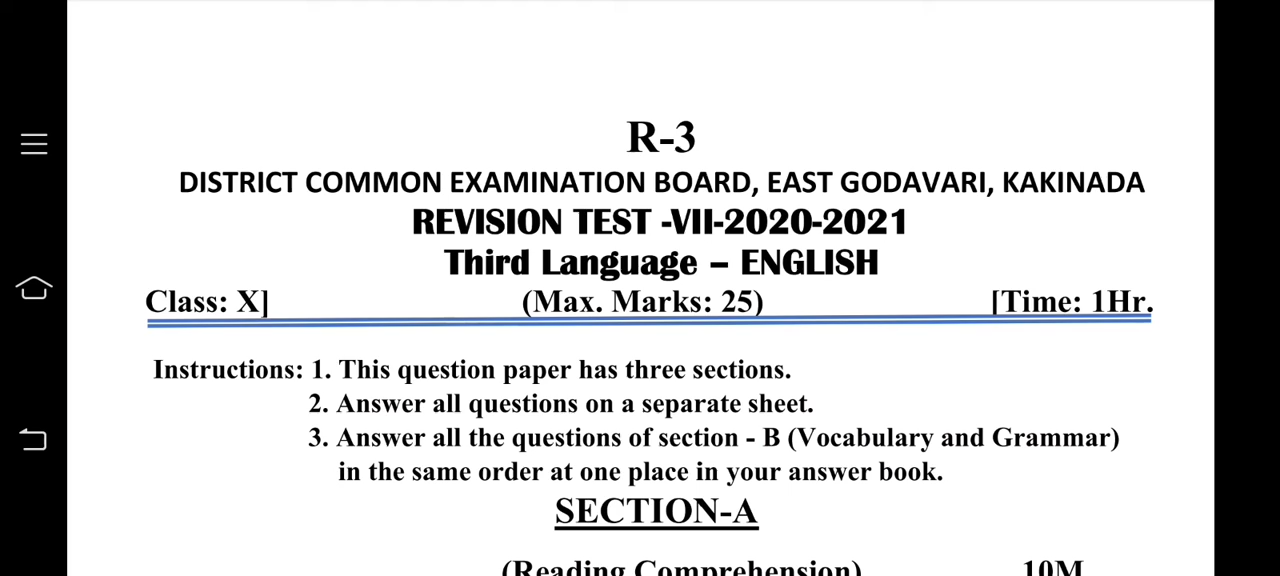 R-3
DISTRICT COMMON EXAMINATION BOARD, EAST GODAVARI, KAKINADA
REVISION TEST -VII-2020-2021
Third Language – ENGLISH
Class: X] (Max. Marks: 25) [Time: 1Hr.
Instructions: 1. This question paper has three sections.
2. Answer all questions on a separate sheet.
3. Answer all the questions of section - B (Vocabulary and Grammar)
in the same order at one place in your answer book.
SECTION-A
(Reading Comprehension) 10M